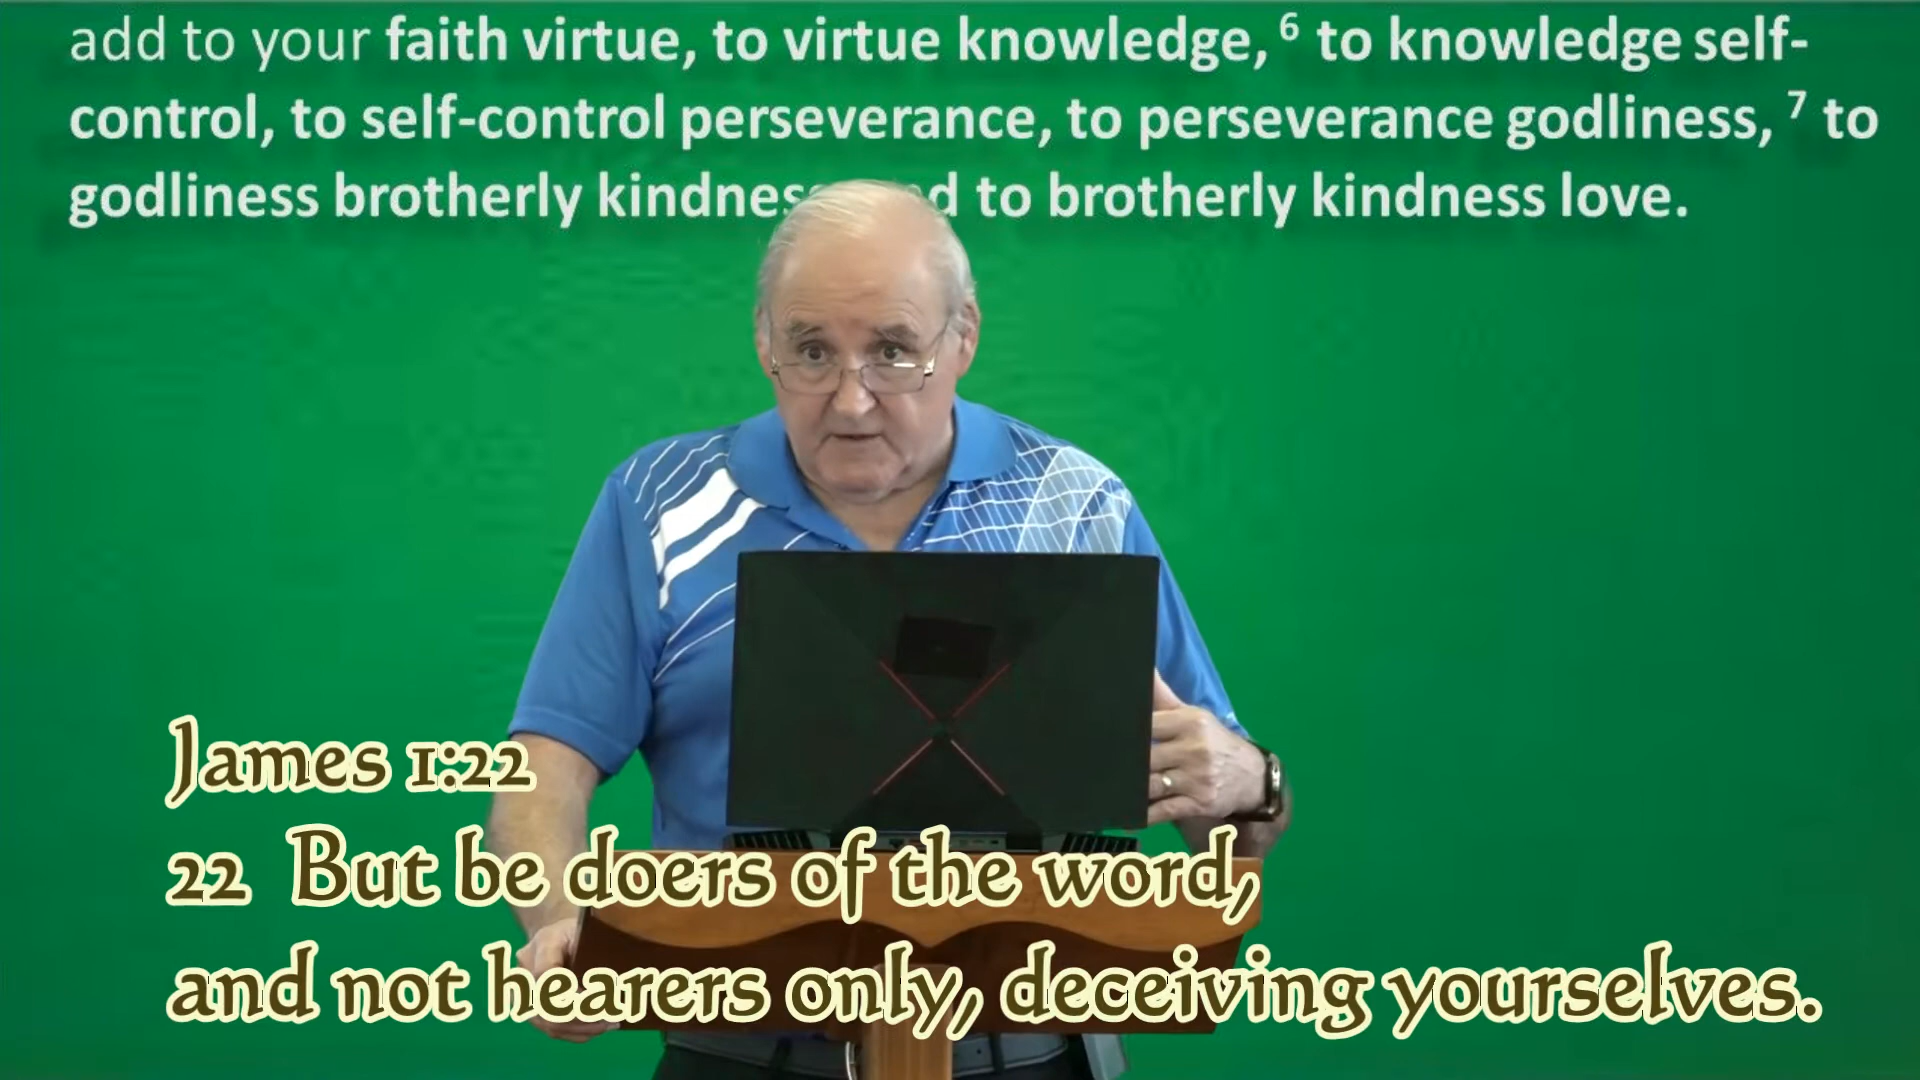 add to your faith virtue, to virtue knowledge, 6 to knowledge self-
control, to self-control perseverance, to perseverance godliness, 7 to
godliness brotherly kindness to brotherly kindness love.
James 1:22
22 But be doers of the word,
and not hearers only, deceiving yourselves.